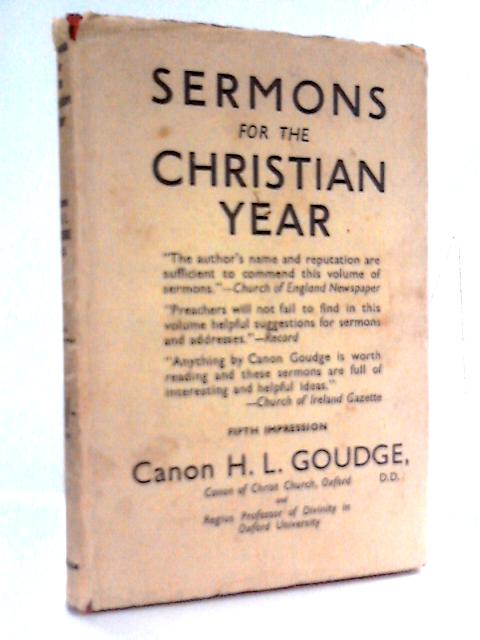 SERMONS
FOR THE
CHRISTIAN
YEAR
"The author's name and reputation are
sufficient to commend this volume of
sermons."—Church of England Newspaper
"Preachers will not fail to find in this
volume helpful suggestions for sermons
and addresses."—Record
"Anything by Canon Goudge is worth
reading and these sermons are full of
interesting and helpful ideas."
—Church of Ireland Gazette
FIFTH IMPRESSION
Canon H. L. GOUDGE,
D.D.
Canon of Christ Church, Oxford
and
Regius Professor of Divinity in
Oxford University